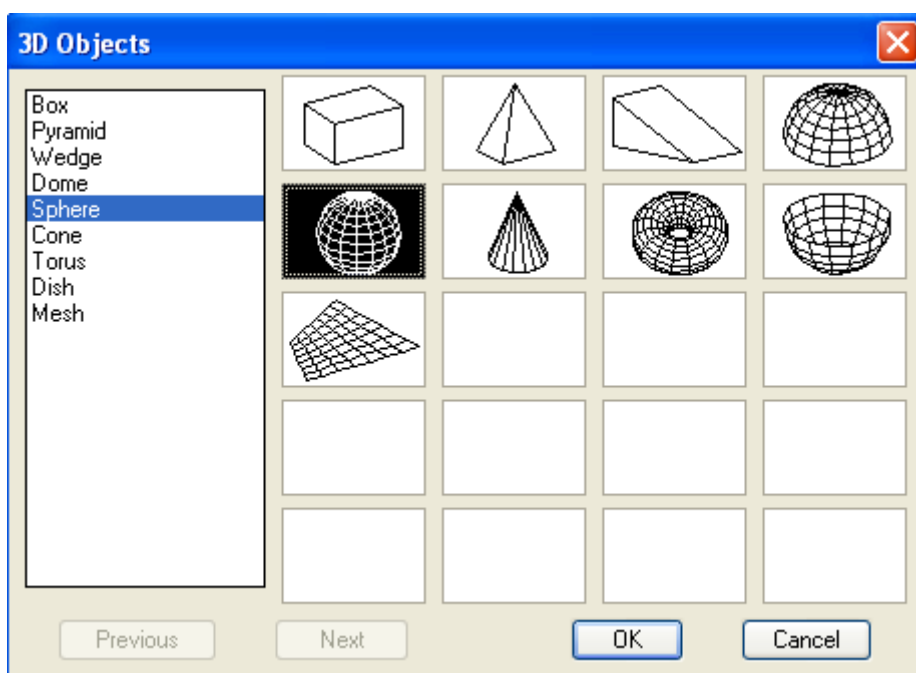 3D Objects
Box
Pyramid
Wedge
Dome
Sphere
Cone
Torus
Dish
Mesh
Previous
Next
OK
Cancel